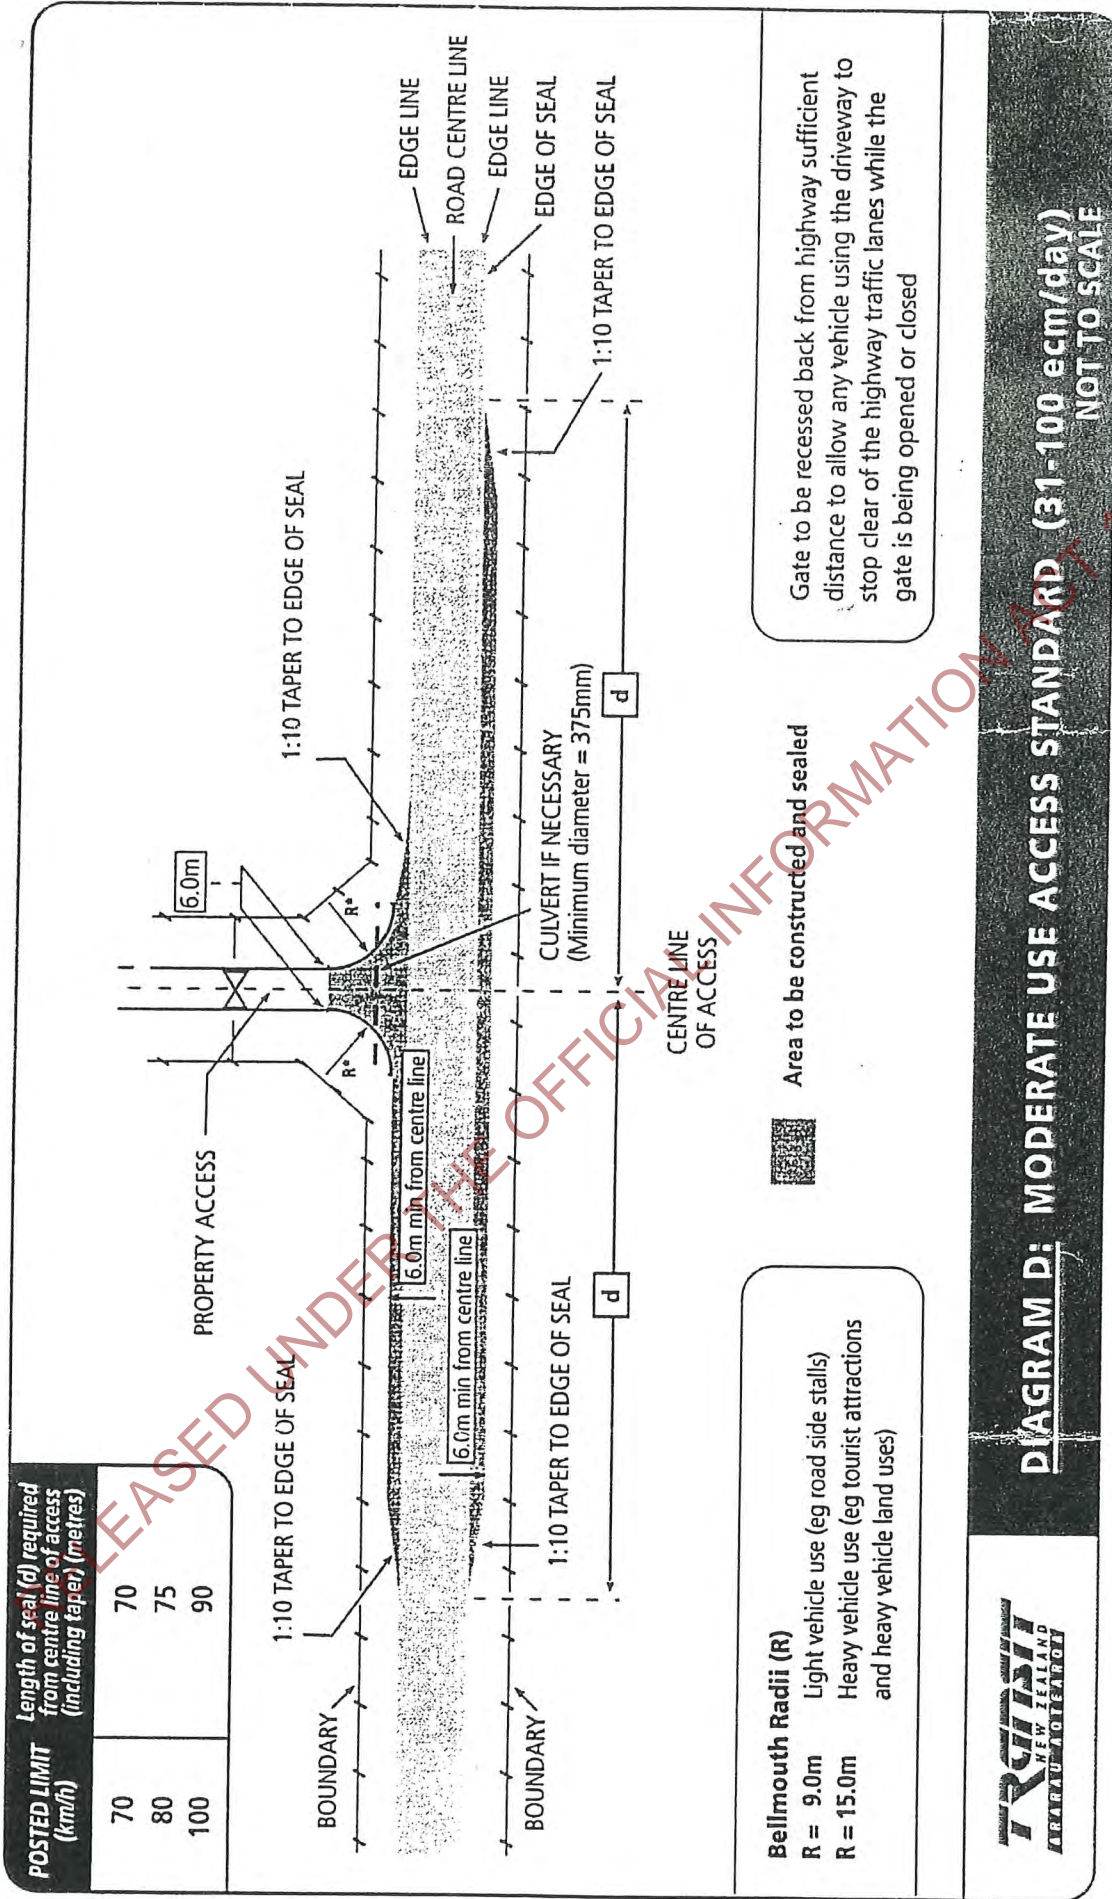 POSTED LIMIT
(km/h)
Length of seal (d) required
from centre line of access
(including taper) (metres)
70 70
80 75
100 90
PROPERTY ACCESS
6.0m
1:10 TAPER TO EDGE OF SEAL
1:10 TAPER TO EDGE OF SEAL
EDGE LINE
ROAD CENTRE LINE
EDGE LINE
EDGE OF SEAL
R*
R*
BOUNDARY
6.0m min from centre line
6.0m min from centre line
BOUNDARY
1:10 TAPER TO EDGE OF SEAL
1:10 TAPER TO EDGE OF SEAL
CULVERT IF NECESSARY
(Minimum diameter = 375mm)
d
d
CENTRE LINE
OF ACCESS
Bellmouth Radii (R)
R = 9.0m Light vehicle use (eg road side stalls)
R = 15.0m Heavy vehicle use (eg tourist attractions
and heavy vehicle land uses)
Area to be constructed and sealed
Gate to be recessed back from highway sufficient
distance to allow any vehicle using the driveway to
stop clear of the highway traffic lanes while the
gate is being opened or closed
TRANSIT
NEW ZEALAND
ARARAU AOTEAROA
DIAGRAM D: MODERATE USE ACCESS STANDARD (31-100 ecm/day)
NOT TO SCALE
RELEASED UNDER THE OFFICIAL INFORMATION ACT